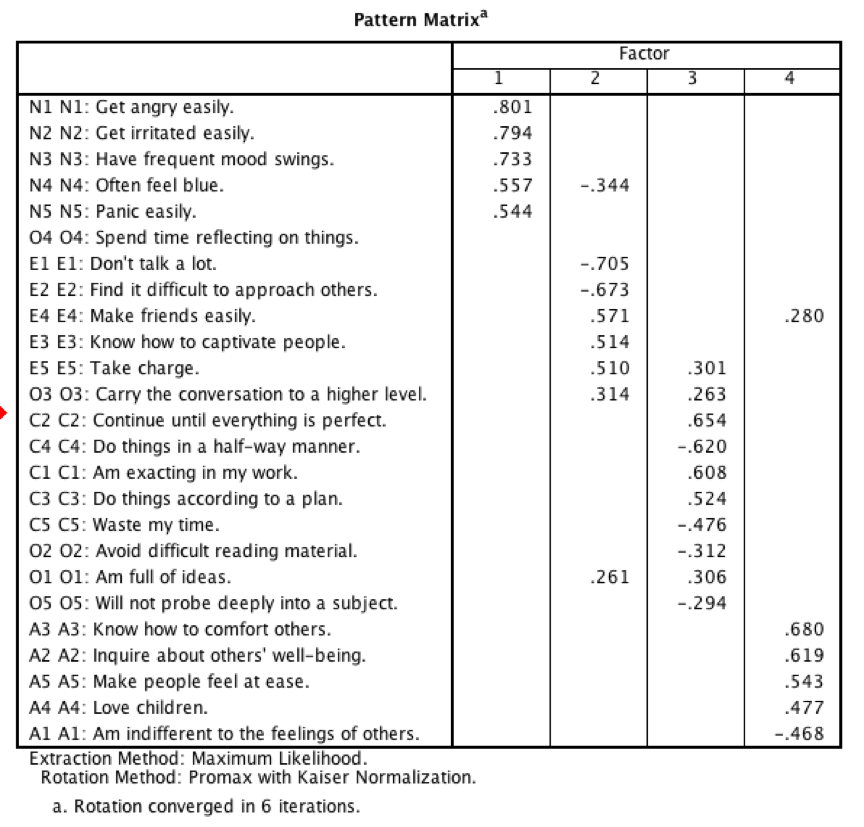 Pattern Matrixa
Factor
1 2 3 4
N1 N1: Get angry easily. .801
N2 N2: Get irritated easily. .794
N3 N3: Have frequent mood swings. .733
N4 N4: Often feel blue. .557 -.344
N5 N5: Panic easily. .544
O4 O4: Spend time reflecting on things.
E1 E1: Don't talk a lot. -.705
E2 E2: Find it difficult to approach others. -.673
E4 E4: Make friends easily. .571 .280
E3 E3: Know how to captivate people. .514
E5 E5: Take charge. .510 .301
O3 O3: Carry the conversation to a higher level. .314 .263
C2 C2: Continue until everything is perfect. .654
C4 C4: Do things in a half-way manner. -.620
C1 C1: Am exacting in my work. .608
C3 C3: Do things according to a plan. .524
C5 C5: Waste my time. -.476
O2 O2: Avoid difficult reading material. -.312
O1 O1: Am full of ideas. .261 .306
O5 O5: Will not probe deeply into a subject. -.294
A3 A3: Know how to comfort others. .680
A2 A2: Inquire about others' well-being. .619
A5 A5: Make people feel at ease. .543
A4 A4: Love children. .477
A1 A1: Am indifferent to the feelings of others. -.468
Extraction Method: Maximum Likelihood.
Rotation Method: Promax with Kaiser Normalization.
a. Rotation converged in 6 iterations.